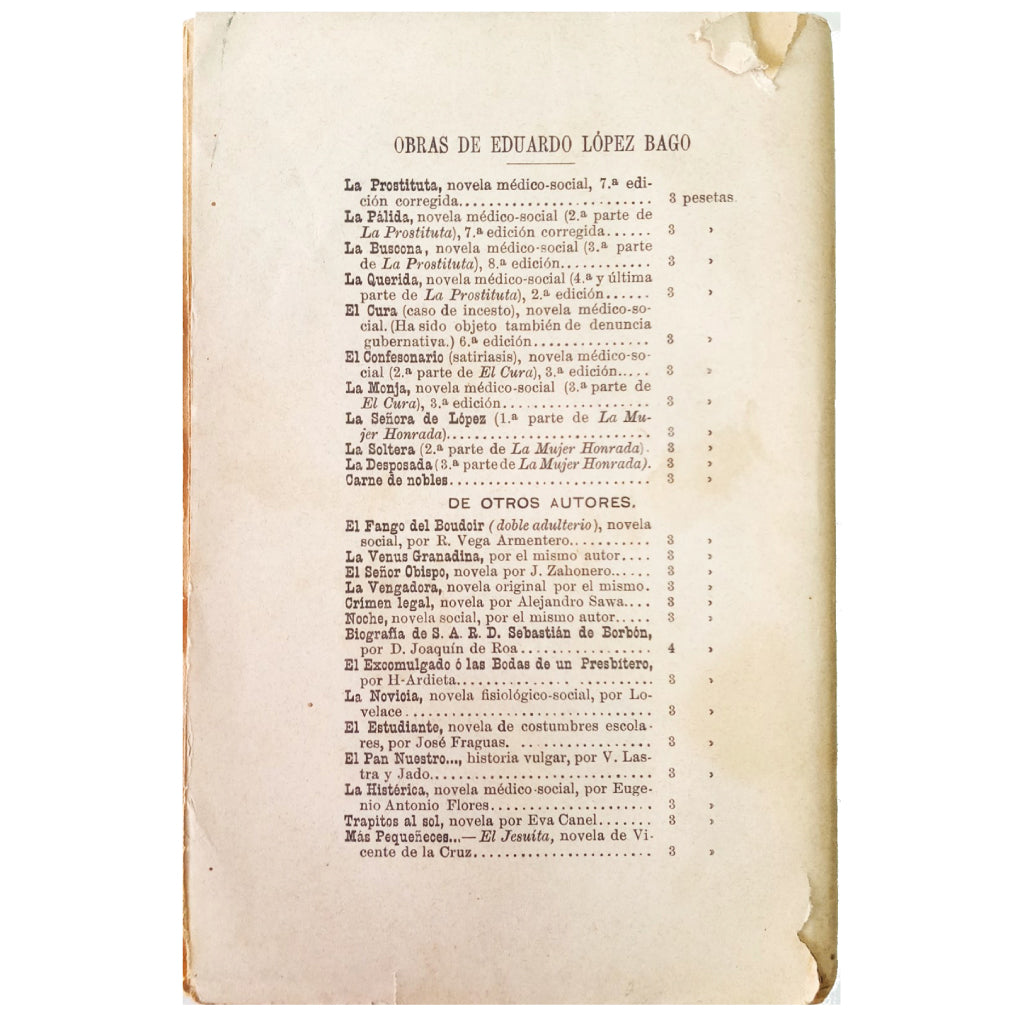 OBRAS DE EDUARDO LÓPEZ BAGO
La Prostituta, novela médico-social, 7.ª edi-
ción corregida........................ 3 pesetas
La Pálida, novela médico-social (2.ª parte de
La Prostituta), 7.ª edición corregida...... 3 »
La Buscona, novela médico-social (3.ª parte
de La Prostituta), 8.ª edición............ 3 »
La Querida, novela médico-social (4.ª y última
parte de La Prostituta), 2.ª edición...... 3 »
El Cura (caso de incesto), novela médico-so-
cial. (Ha sido objeto también de denuncia
gubernativa.) 6.ª edición............... 3 »
El Confesonario (satiriasis), novela médico-so-
cial (2.ª parte de El Cura), 3.ª edición..... 3 »
La Monja, novela médico-social (3.ª parte de
El Cura), 3.ª edición................... 3 »
La Señora de López (1.ª parte de La Mu-
jer Honrada).......................... 3 »
La Soltera (2.ª parte de La Mujer Honrada). 3 »
La Desposada (3.ª parte de La Mujer Honrada). 3 »
Carne de nobles......................... 3 »
DE OTROS AUTORES.
El Fango del Boudoir (doble adulterio), novela
social, por R. Vega Armentero.......... 3 »
La Venus Granadina, por el mismo autor.... 3 »
El Señor Obispo, novela por J. Zahonero..... 3 »
La Vengadora, novela original por el mismo. 3 »
Crímen legal, novela por Alejandro Sawa.... 3 »
Noche, novela social, por el mismo autor..... 3 »
Biografía de S. A. R. D. Sebastián de Borbón,
por D. Joaquín de Roa................. 4 »
El Excomulgado ó las Bodas de un Presbítero,
por H-Ardieta.............. .......... 3 »
La Novicia, novela fisiológico-social, por Lo-
velace............................. 3 »
El Estudiante, novela de costumbres escola-
res, por José Fraguas. ................ 3 »
El Pan Nuestro..., historia vulgar, por V. Las-
tra y Jado............................ 3 »
La Histérica, novela médico-social, por Euge-
nio Antonio Flores.................... 3 »
Trapitos al sol, novela por Eva Canel....... 3 »
Más Pequeñeces...—El Jesuíta, novela de Vi-
cente de la Cruz...................... 3 »